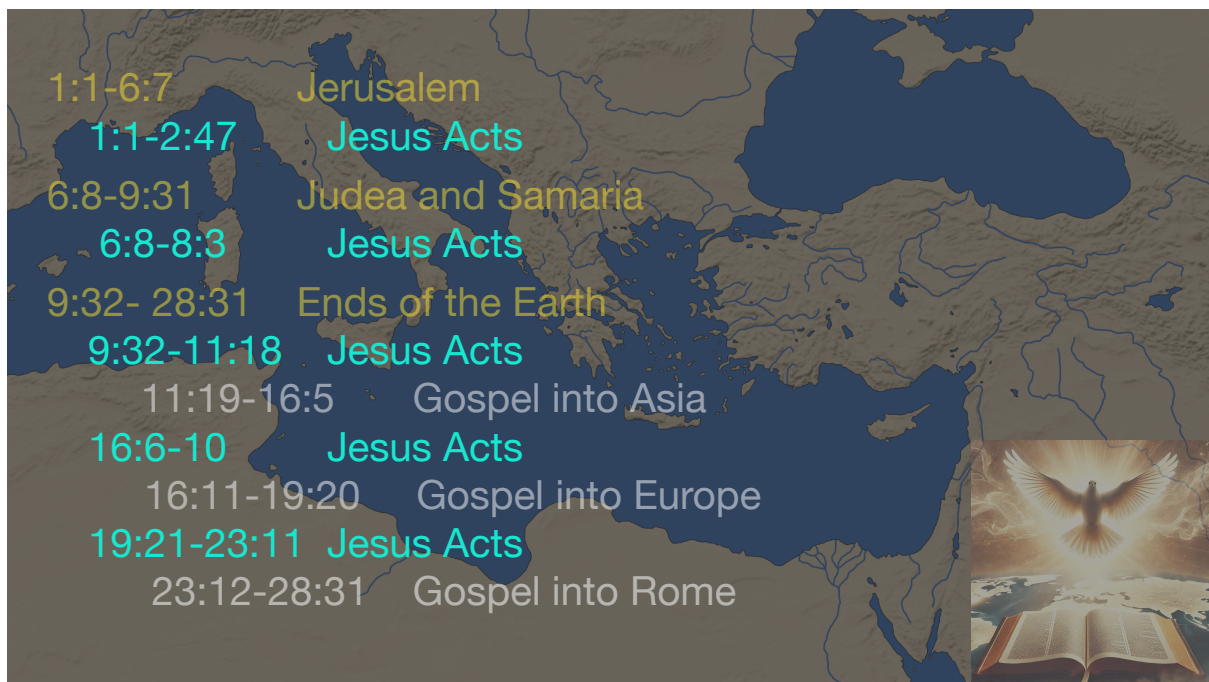 1:1-6:7 Jerusalem
1:1-2:47 Jesus Acts
6:8-9:31 Judea and Samaria
6:8-8:3 Jesus Acts
9:32- 28:31 Ends of the Earth
9:32-11:18 Jesus Acts
11:19-16:5 Gospel into Asia
16:6-10 Jesus Acts
16:11-19:20 Gospel into Europe
19:21-23:11 Jesus Acts
23:12-28:31 Gospel into Rome